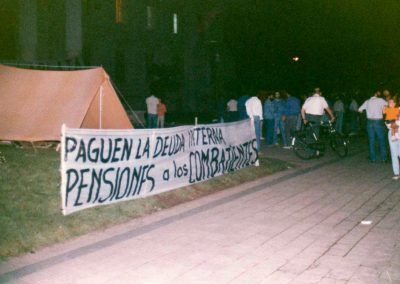 PAGUEN LA DEUDA INTERNA
PENSIONES a los COMBATIENTES